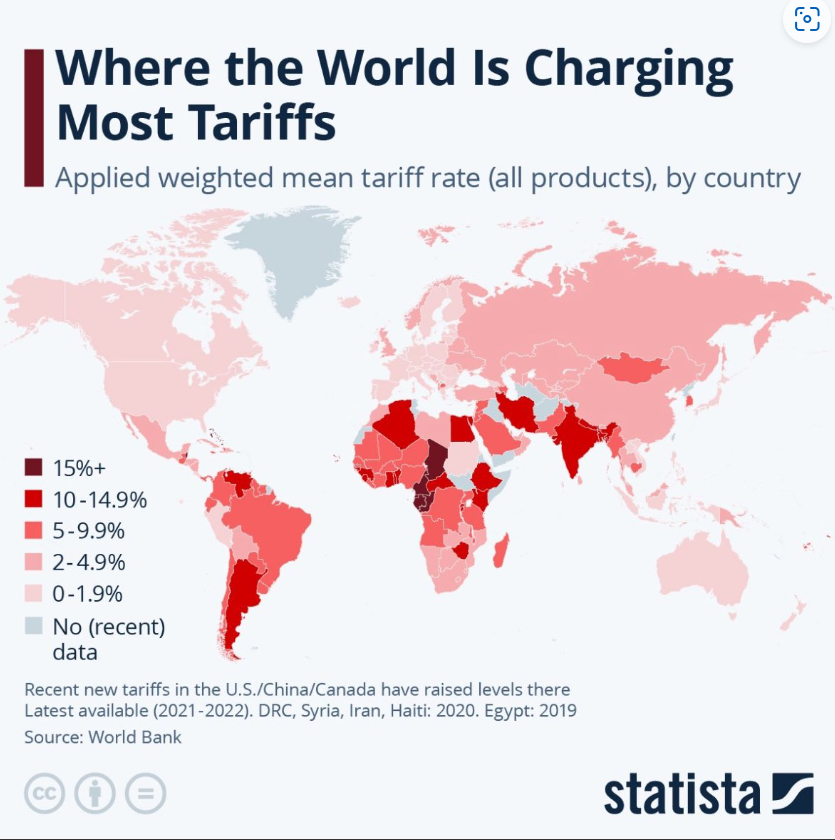 Where the World Is Charging
Most Tariffs
Applied weighted mean tariff rate (all products), by country
15%+
10-14.9%
5-9.9%
2-4.9%
0-1.9%
No (recent)
data
Recent new tariffs in the U.S./China/Canada have raised levels there
Latest available (2021-2022). DRC, Syria, Iran, Haiti: 2020. Egypt: 2019
Source: World Bank
cc
=
statista